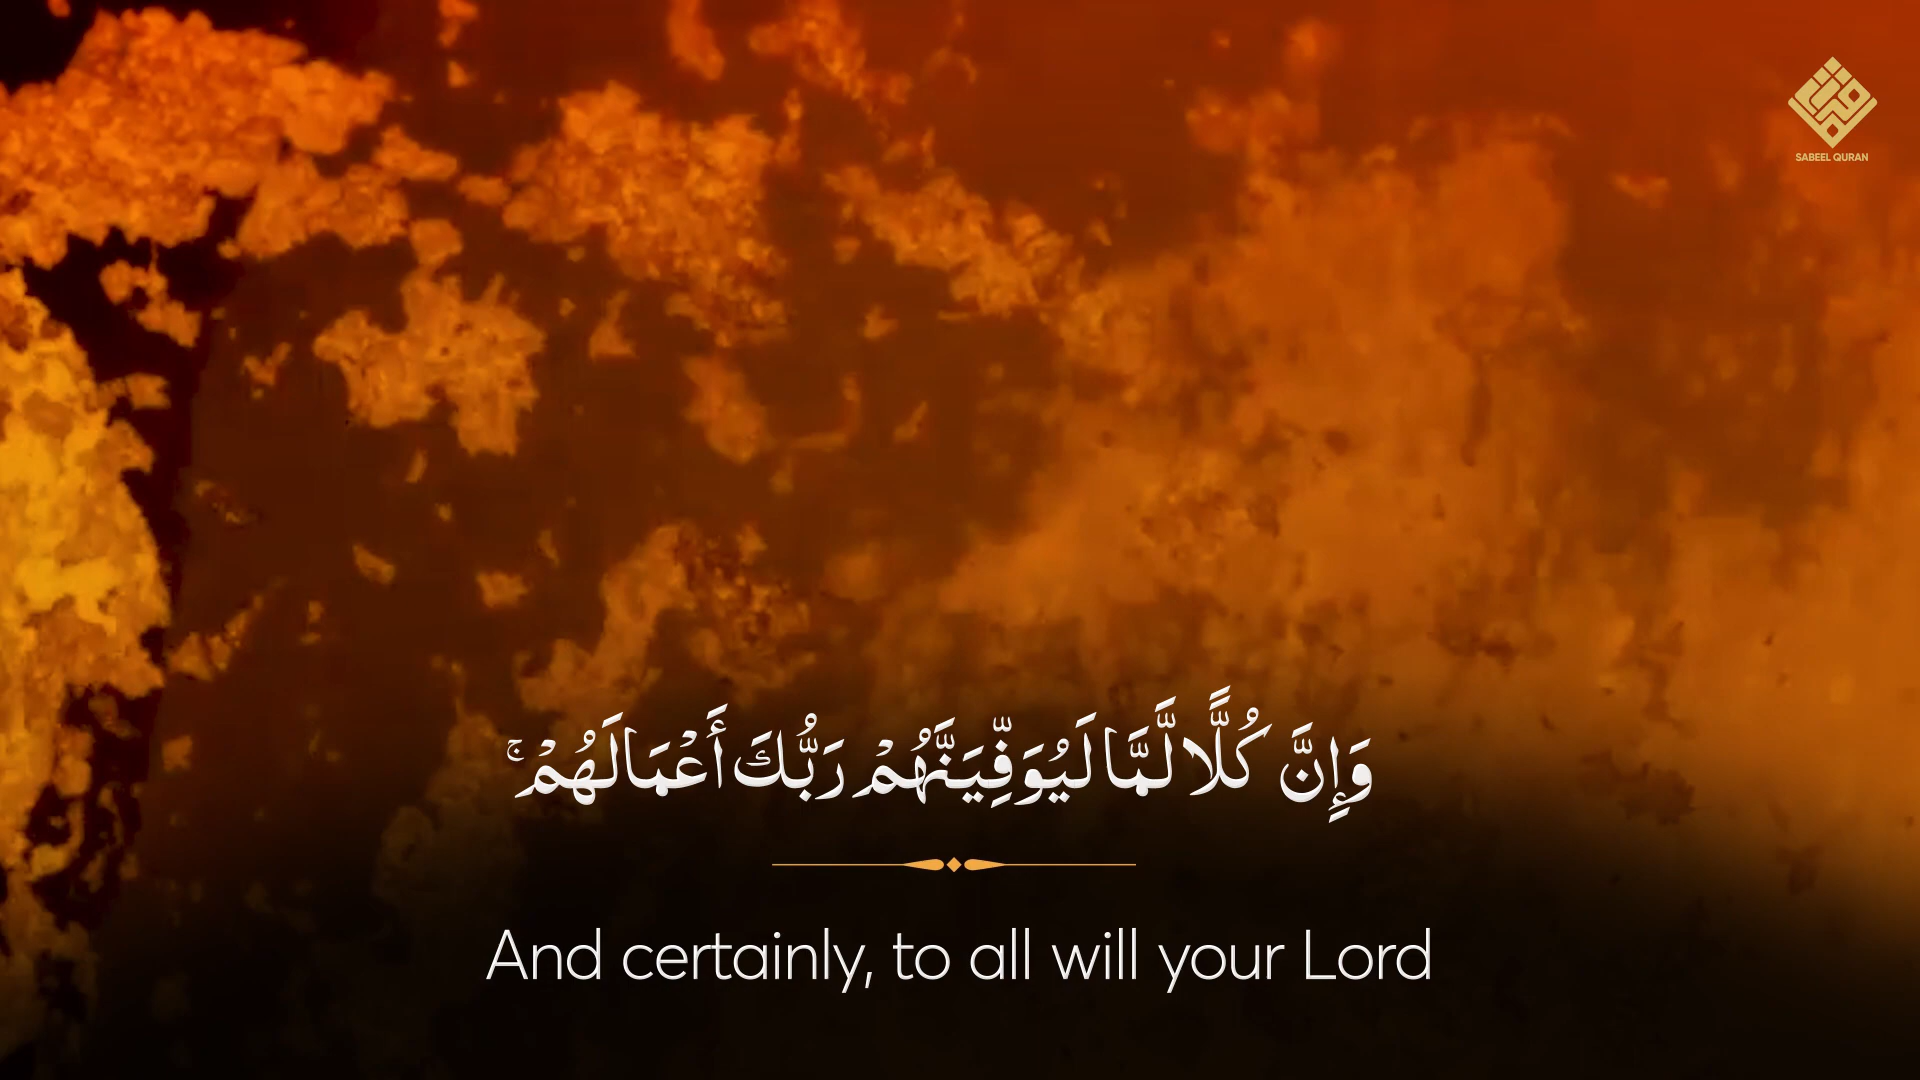 SABEEL QURAN
وَإِنَّ كُلًّا لَّمَّا لَيُوَفِّيَنَّهُمْ رَبُّكَ أَعْمَالَهُمْ ۚ
And certainly, to all will your Lord